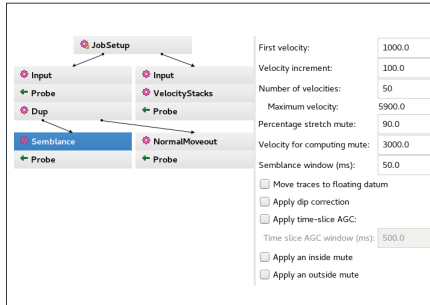 JobSetup
Input
Probe
Dup
Input
VelocityStacks
Probe
Semblance
Probe
NormalMoveout
Probe
First velocity: 1000.0
Velocity increment: 100.0
Number of velocities: 50
Maximum velocity: 5900.0
Percentage stretch mute: 90.0
Velocity for computing mute: 3000.0
Semblance window (ms): 50.0
Move traces to floating datum
Apply dip correction
Apply time-slice AGC:
Time slice AGC window (ms): 500.0
Apply an inside mute
Apply an outside mute